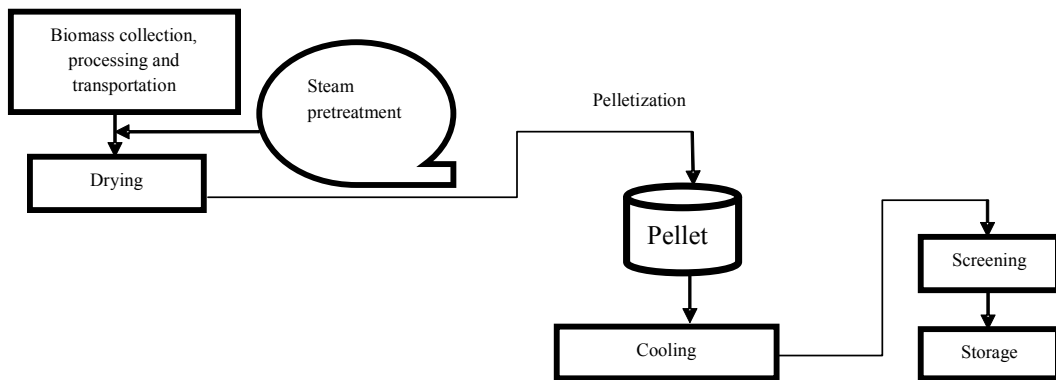 Biomass collection,
processing and
transportation
Steam
pretreatment
Drying
Pelletization
Pellet
Cooling
Screening
Storage